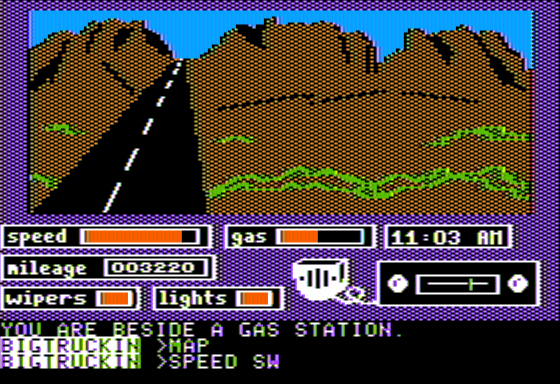 speed gas 11:03 AM
mileage 003220
wipers lights
YOU ARE BESIDE A GAS STATION.
BIGTRUCKIN >MAP
BIGTRUCKIN >SPEED SW